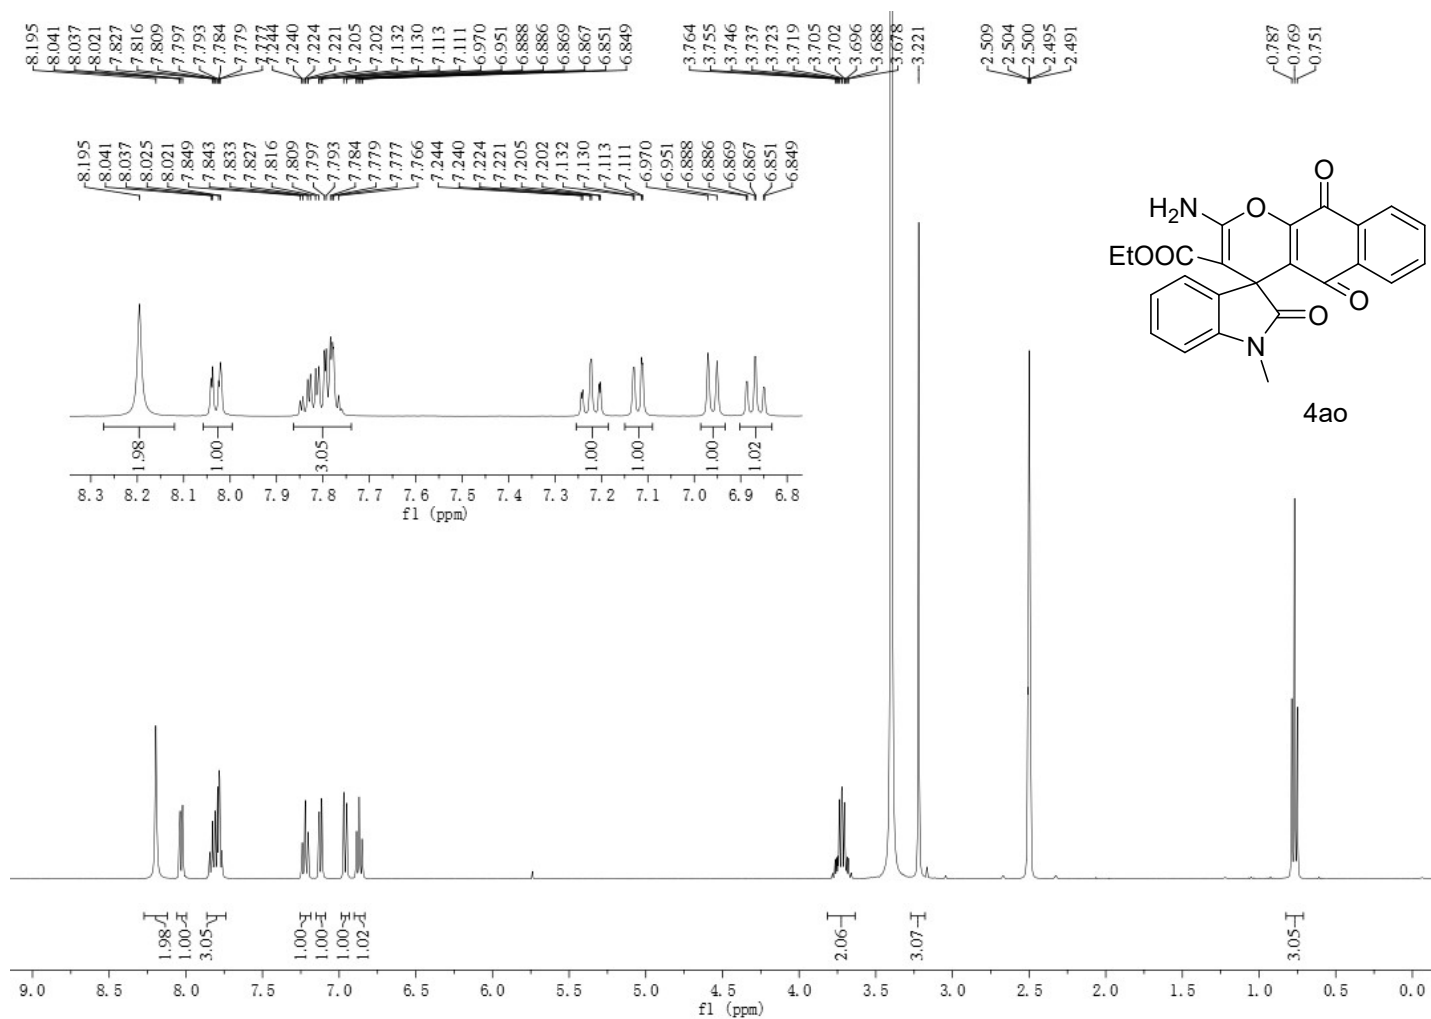 8.195 8.041 8.037 8.021 7.827 7.816 7.809 7.797 7.793 7.784 7.779 7.777 7.244 7.240 7.224 7.221 7.205 7.202 7.132 7.130 7.113 7.111 6.970 6.951 6.888 6.886 6.869 6.867 6.851 6.849 3.764 3.755 3.746 3.737 3.723 3.719 3.705 3.702 3.696 3.688 3.678 3.221 2.509 2.504 2.500 2.495 2.491 0.787 0.769 0.751
8.195 8.041 8.037 8.025 8.021 7.849 7.843 7.833 7.827 7.816 7.809 7.797 7.793 7.784 7.779 7.777 7.766 7.244 7.240 7.224 7.221 7.205 7.202 7.132 7.130 7.113 7.111 6.970 6.951 6.888 6.886 6.869 6.867 6.851 6.849
O
H2N O
EtOOC
O
O
N
4ao
1.98 1.00 3.05 1.00 1.00 1.00 1.02
8.3 8.2 8.1 8.0 7.9 7.8 7.7 7.6 7.5 7.4 7.3 7.2 7.1 7.0 6.9 6.8
f1 (ppm)
1.98 1.00 3.05 1.00 1.00 1.00 1.02 2.06 3.07 3.05
9.0 8.5 8.0 7.5 7.0 6.5 6.0 5.5 5.0 4.5 4.0 3.5 3.0 2.5 2.0 1.5 1.0 0.5 0.0
f1 (ppm)